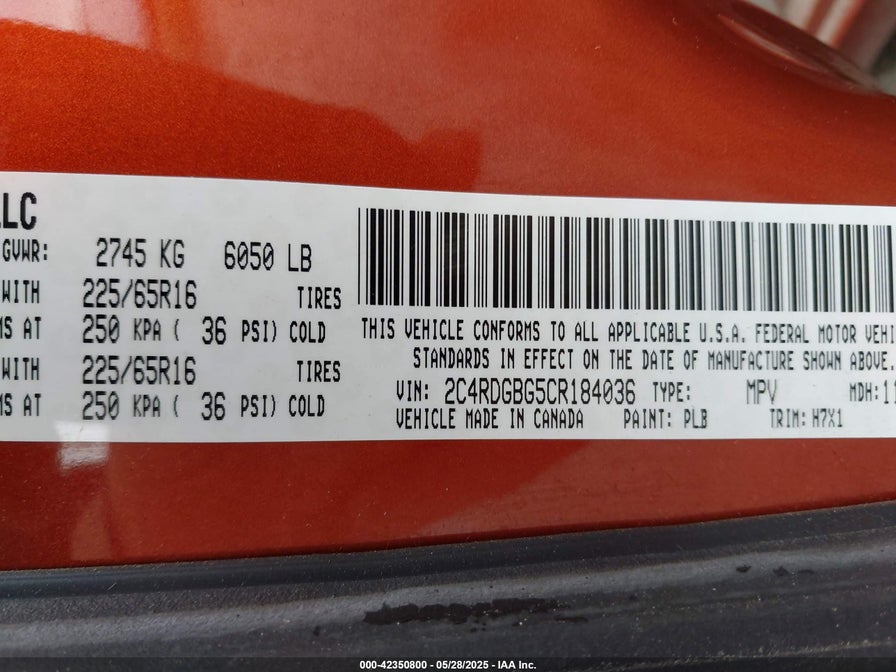 LLC
GVWR: 2745 KG 6050 LB
WITH 225/65R16 TIRES
MS AT 250 KPA ( 36 PSI) COLD
WITH 225/65R16 TIRES
MS AT 250 KPA ( 36 PSI) COLD
THIS VEHICLE CONFORMS TO ALL APPLICABLE U.S.A. FEDERAL MOTOR VEHI
STANDARDS IN EFFECT ON THE DATE OF MANUFACTURE SHOWN ABOVE.
VIN: 2C4RDGBG5CR184036 TYPE: MPV MDH: 11
VEHICLE MADE IN CANADA PAINT: PLB TRIM: H7X1
000-42350800 - 05/28/2025 - IAA Inc.